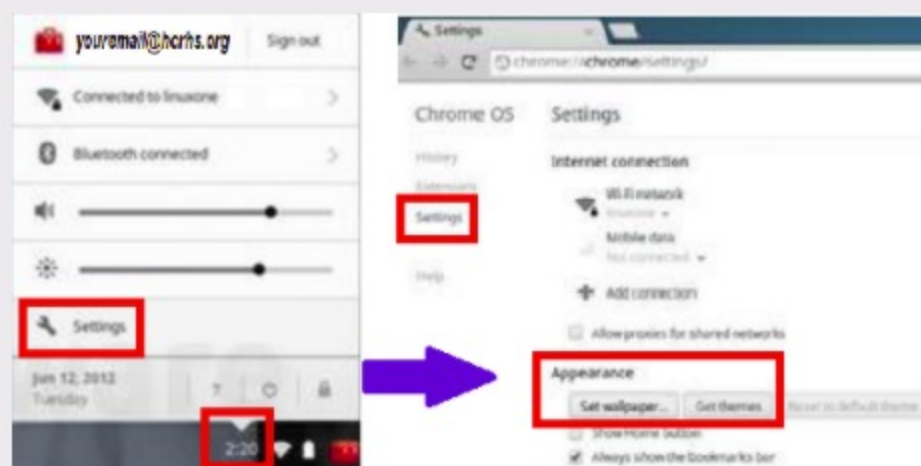 youremail@hcrhs.org Sign out
Connected to linuxone
Bluetooth connected
Settings
Jun 12, 2012
Tuesday
?
2:20
Settings
chrome://chrome/settings/
Chrome OS
History
Extensions
Settings
Help
Settings
Internet connection
Wi-Fi network
linuxone
Mobile data
Not connected
Add connection
Allow proxies for shared networks
Appearance
Set wallpaper... Get themes Reset to default theme
Show Home button
Always show the bookmarks bar